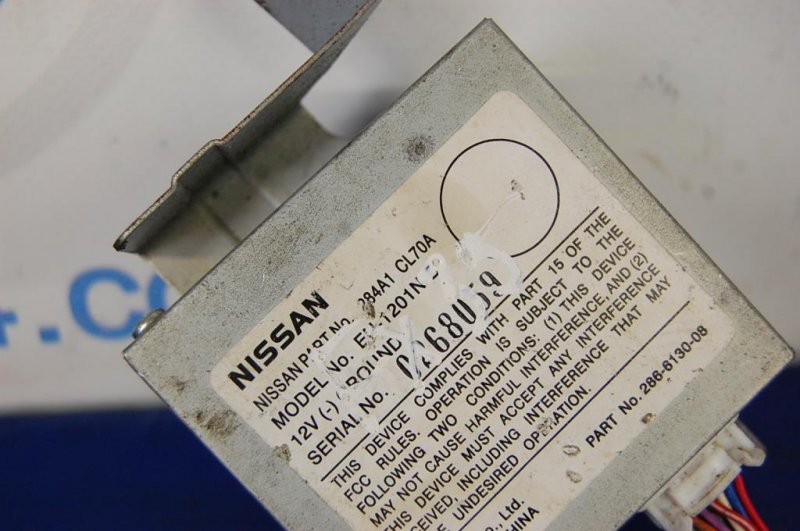 NISSAN
NISSAN PART No. 284A1 CL70A
MODEL No.
12V (-) GROUND
SERIAL No. 68059
THIS DEVICE COMPLIES WITH PART 15 OF THE
FCC RULES. OPERATION IS SUBJECT TO THE
FOLLOWING TWO CONDITIONS: (1) THIS DEVICE
MAY NOT CAUSE HARMFUL INTERFERENCE, AND (2)
THIS DEVICE MUST ACCEPT ANY INTERFERENCE
RECEIVED, INCLUDING INTERFERENCE THAT MAY
UNDESIRED OPERATION.
PART No. 286-6130-08
Co., Ltd.
CHINA